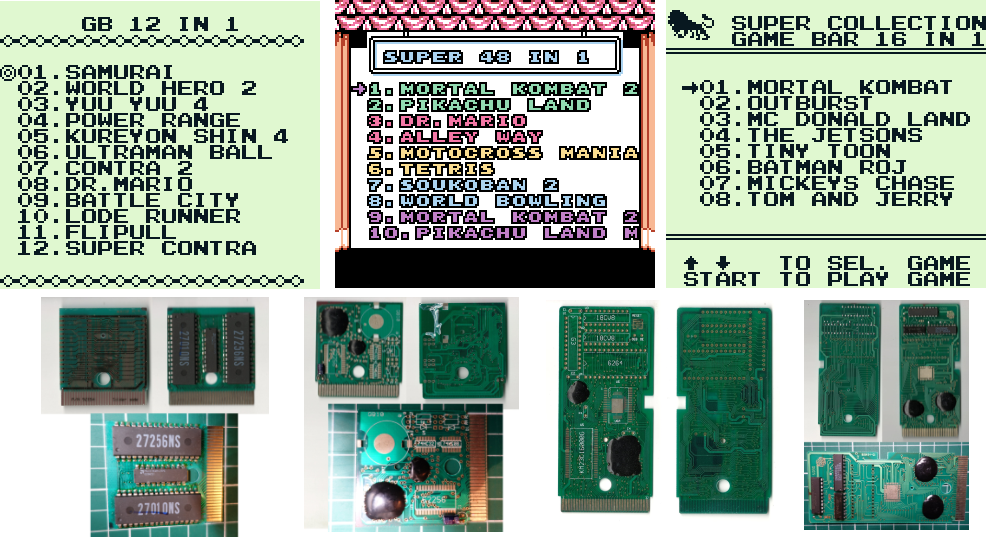 GB 12 IN 1
01.SAMURAI
02.WORLD HERO 2
03.YUU YUU 4
04.POWER RANGE
05.KUREYON SHIN 4
06.ULTRAMAN BALL
07.CONTRA 2
08.DR.MARIO
09.BATTLE CITY
10.LODE RUNNER
11.FLIPULL
12.SUPER CONTRA
SUPER 48 IN 1
1.MORTAL KOMBAT 2
2.PIKACHU LAND
3.DR.MARIO
4.ALLEY WAY
5.MOTOCROSS MANIA
6.TETRIS
7.SOUKOBAN 2
8.WORLD BOWLING
9.MORTAL KOMBAT 2
10.PIKACHU LAND M
SUPER COLLECTION
GAME BAR 16 IN 1
01.MORTAL KOMBAT
02.OUTBURST
03.MC DONALD LAND
04.THE JETSONS
05.TINY TOON
06.BATMAN ROJ
07.MICKEYS CHASE
08.TOM AND JERRY
TO SEL. GAME
START TO PLAY GAME
27010NS
27256NS
27256NS
27010NS
62256
18CV8
18CV8
6264
KM23C16000G